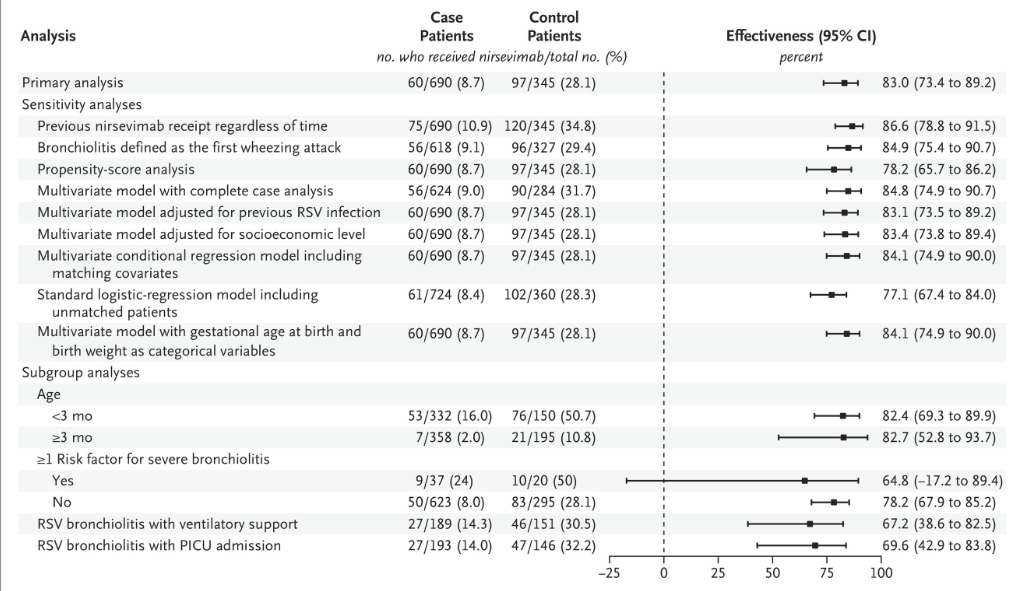 Analysis Case Patients Control Patients Effectiveness (95% CI)
no. who received nirsevimab/total no. (%) percent
Primary analysis 60/690 (8.7) 97/345 (28.1) 83.0 (73.4 to 89.2)
Sensitivity analyses
Previous nirsevimab receipt regardless of time 75/690 (10.9) 120/345 (34.8) 86.6 (78.8 to 91.5)
Bronchiolitis defined as the first wheezing attack 56/618 (9.1) 96/327 (29.4) 84.9 (75.4 to 90.7)
Propensity-score analysis 60/690 (8.7) 97/345 (28.1) 78.2 (65.7 to 86.2)
Multivariate model with complete case analysis 56/624 (9.0) 90/284 (31.7) 84.8 (74.9 to 90.7)
Multivariate model adjusted for previous RSV infection 60/690 (8.7) 97/345 (28.1) 83.1 (73.5 to 89.2)
Multivariate model adjusted for socioeconomic level 60/690 (8.7) 97/345 (28.1) 83.4 (73.8 to 89.4)
Multivariate conditional regression model including 60/690 (8.7) 97/345 (28.1) 84.1 (74.9 to 90.0)
matching covariates
Standard logistic-regression model including 61/724 (8.4) 102/360 (28.3) 77.1 (67.4 to 84.0)
unmatched patients
Multivariate model with gestational age at birth and 60/690 (8.7) 97/345 (28.1) 84.1 (74.9 to 90.0)
birth weight as categorical variables
Subgroup analyses
Age
<3 mo 53/332 (16.0) 76/150 (50.7) 82.4 (69.3 to 89.9)
≥3 mo 7/358 (2.0) 21/195 (10.8) 82.7 (52.8 to 93.7)
≥1 Risk factor for severe bronchiolitis
Yes 9/37 (24) 10/20 (50) 64.8 (−17.2 to 89.4)
No 50/623 (8.0) 83/295 (28.1) 78.2 (67.9 to 85.2)
RSV bronchiolitis with ventilatory support 27/189 (14.3) 46/151 (30.5) 67.2 (38.6 to 82.5)
RSV bronchiolitis with PICU admission 27/193 (14.0) 47/146 (32.2) 69.6 (42.9 to 83.8)
−25 0 25 50 75 100